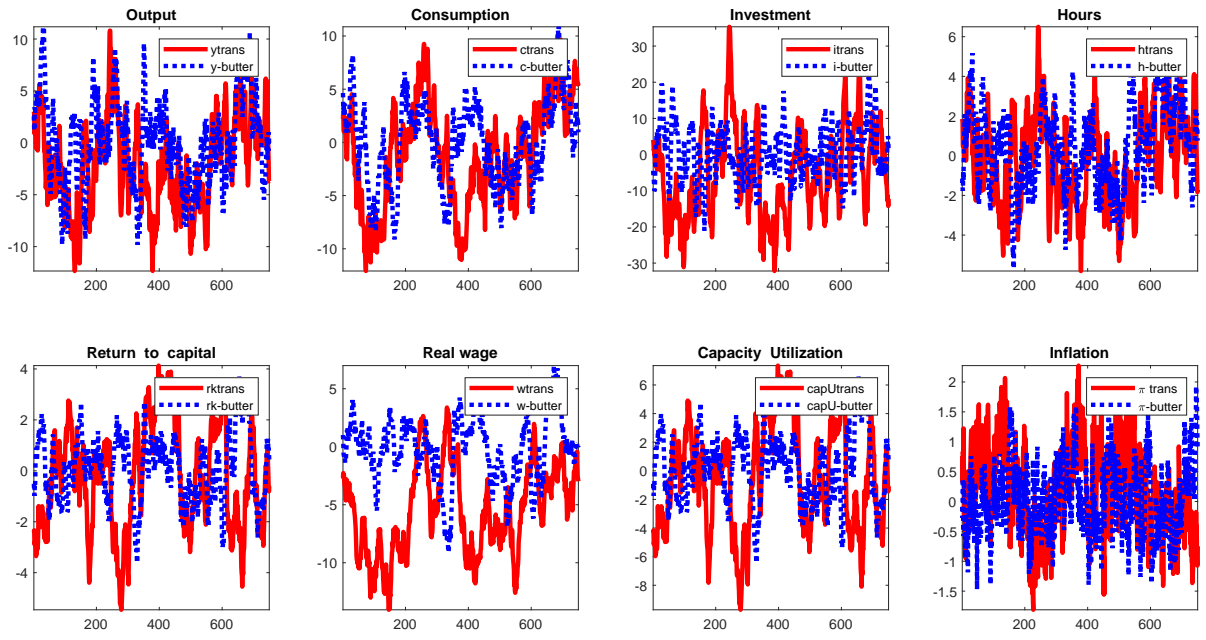 Output
Consumption
Investment
Hours
ytrans
y-butter
ctrans
c-butter
itrans
i-butter
htrans
h-butter
10
5
0
-5
-10
200 400 600
10
5
0
-5
-10
200 400 600
30
20
10
0
-10
-20
-30
200 400 600
6
4
2
0
-2
-4
200 400 600
Return to capital
Real wage
Capacity Utilization
Inflation
rktrans
rk-butter
wtrans
w-butter
capUtrans
capU-butter
π trans
π-butter
4
2
0
-2
-4
200 400 600
5
0
-5
-10
200 400 600
6
4
2
0
-2
-4
-6
-8
200 400 600
2
1.5
1
0.5
0
-0.5
-1
-1.5
200 400 600